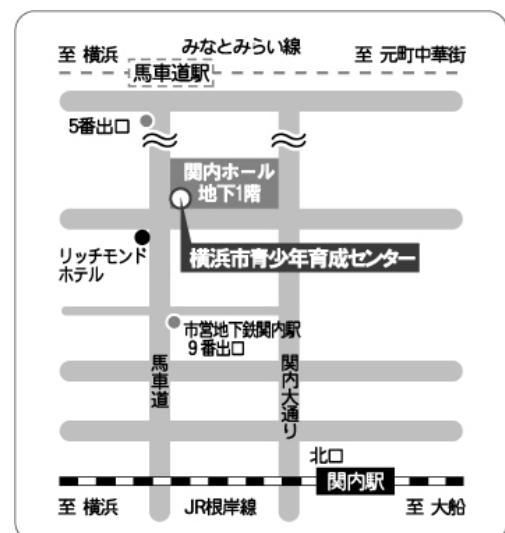 みなとみらい線
至 横浜
至 元町中華街
馬車道駅
5番出口
関内ホール
地下1階
横浜市青少年育成センター
リッチモンド
ホテル
市営地下鉄関内駅
9番出口
馬車道
関内大通り
北口
関内駅
至 横浜
JR根岸線
至 大船